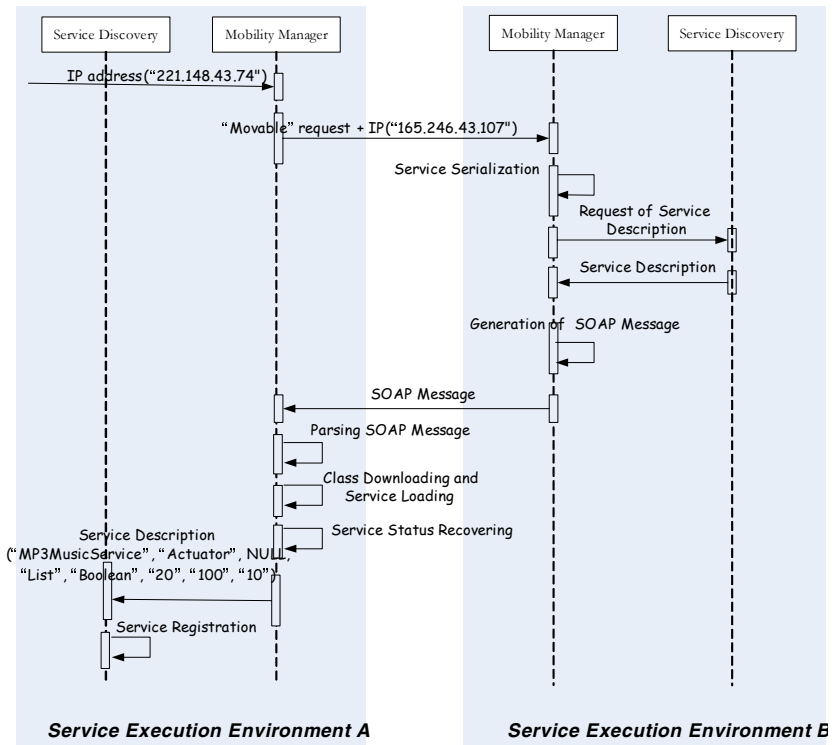 Service Discovery
Mobility Manager
Mobility Manager
Service Discovery
IP address(“221.148.43.74")
“Movable” request + IP(“165.246.43.107")
Service Serialization
Request of Service
Description
Service Description
Generation of SOAP Message
SOAP Message
Parsing SOAP Message
Class Downloading and
Service Loading
Service Status Recovering
Service Description
(“MP3MusicService”, “Actuator”, NULL,
“List”, “Boolean”, “20”, “100”, “10”)
Service Registration
Service Execution Environment A
Service Execution Environment B